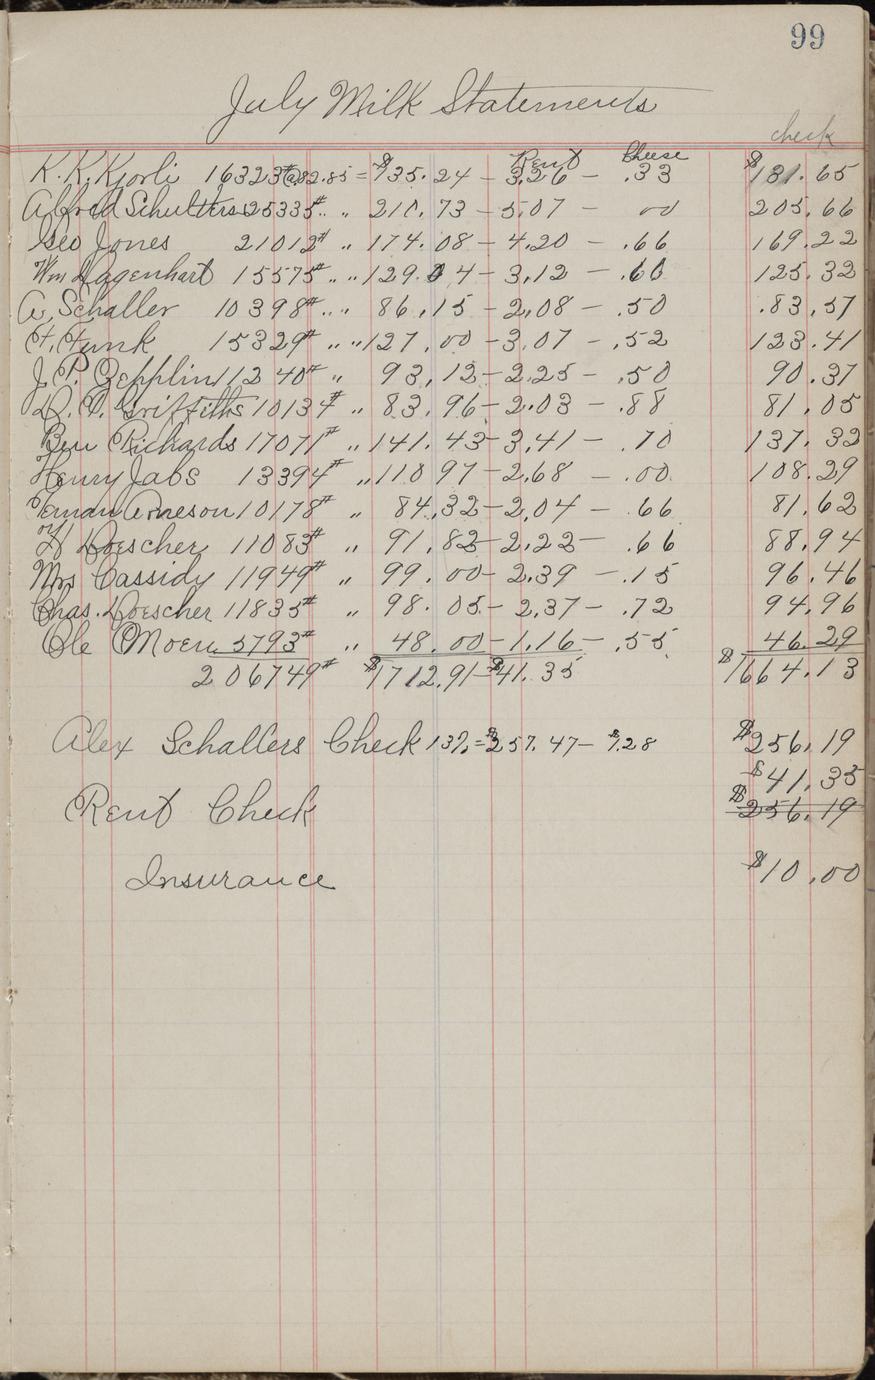 99
July Milk Statements
check
Rent Cheese
K. K. Kjorli 16323# @82.85 = $135.24 - 3.26 - .33 $131.65
Alfred Schulthers 25335# " " 210.73 - 5.07 - 00 205.66
Geo Jones 21012# " 174.08 - 4.20 - .66 169.22
Wm Hagenhart 15575# " " 129.04 - 3.12 - .60 125.32
A. Schaller 10398# " " 86.15 - 2.08 - .50 .83,57
H. Funk 15329# " " 127.00 - 3.07 - .52 123.41
J. P. Zepplin 11240# " 93,12 - 2.25 - .50 90.37
D. D. Griffiths 10134# " 83.96 - 2.03 - .88 81.05
Ben Richards 17071# " 141.43 - 3.41 - .70 137.32
Henry Jabs 13394# " 110 97 - 2.68 - .00 108.29
Arneson 10178# " 84.32 - 2.04 - .66 81.62
H Doescher 11083# " 91.82 - 2.22 - .66 88.94
Mrs Cassidy 11949# " 99.00 - 2.39 - .15 96.46
Chas. Doescher 11835# " 98.05 - 2.37 - .72 94,96
Ole Moen 5793# " 48.00 - 1.16 - .55 46.29
206749# $1712.91 - $41.35 $1664.13
Alex Schallers Check 13% = $257.47 - $1.28 $256.19
$41.35
Rent Check $256.19
Insurance $10.00